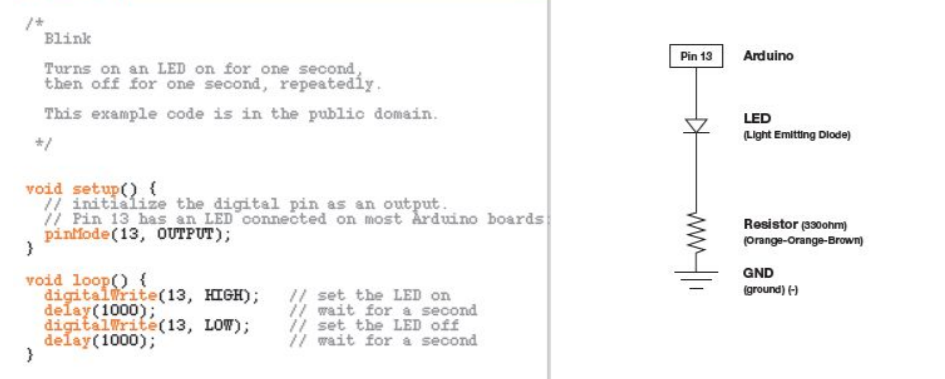 /*
Blink
Turns on an LED on for one second,
then off for one second, repeatedly.
This example code is in the public domain.
*/
void setup() {
// initialize the digital pin as an output.
// Pin 13 has an LED connected on most Arduino boards:
pinMode(13, OUTPUT);
}
void loop() {
digitalWrite(13, HIGH); // set the LED on
delay(1000); // wait for a second
digitalWrite(13, LOW); // set the LED off
delay(1000); // wait for a second
}
Pin 13 Arduino
LED
(Light Emitting Diode)
Resistor (330ohm)
(Orange-Orange-Brown)
GND
(ground) (-)